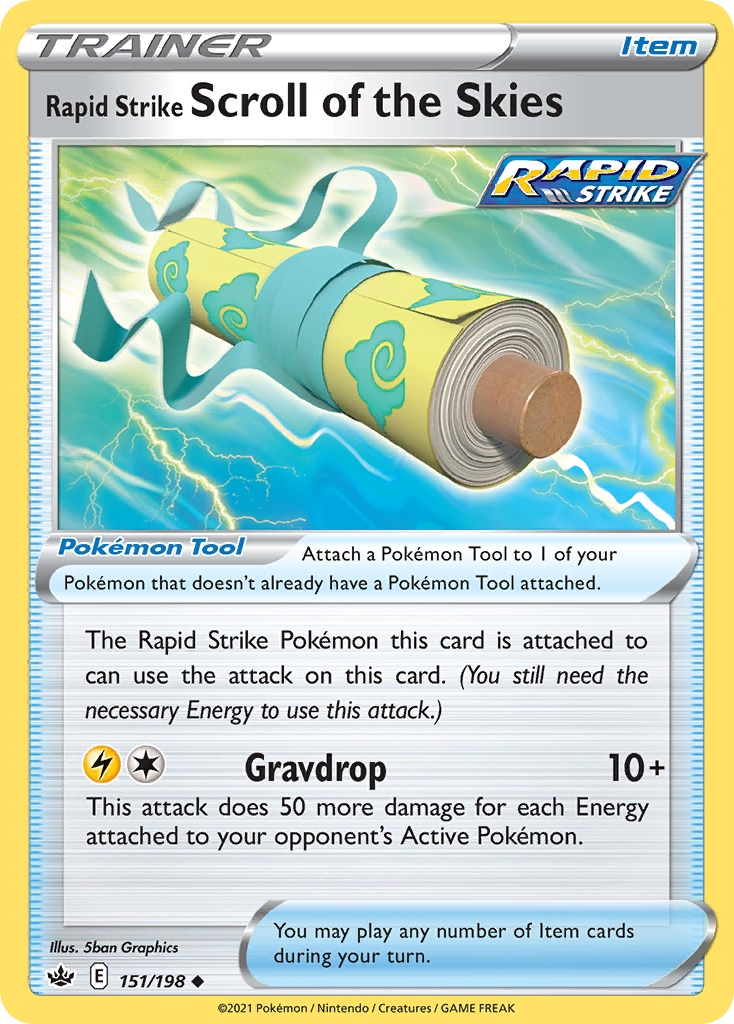 TRAINER
Item
Rapid Strike Scroll of the Skies
RAPID
STRIKE
Pokémon Tool
Attach a Pokémon Tool to 1 of your
Pokémon that doesn't already have a Pokémon Tool attached.
The Rapid Strike Pokémon this card is attached to
can use the attack on this card. (You still need the
necessary Energy to use this attack.)
Gravdrop 10+
This attack does 50 more damage for each Energy
attached to your opponent's Active Pokémon.
You may play any number of Item cards
during your turn.
Illus. 5ban Graphics
E 151/198
©2021 Pokémon / Nintendo / Creatures / GAME FREAK